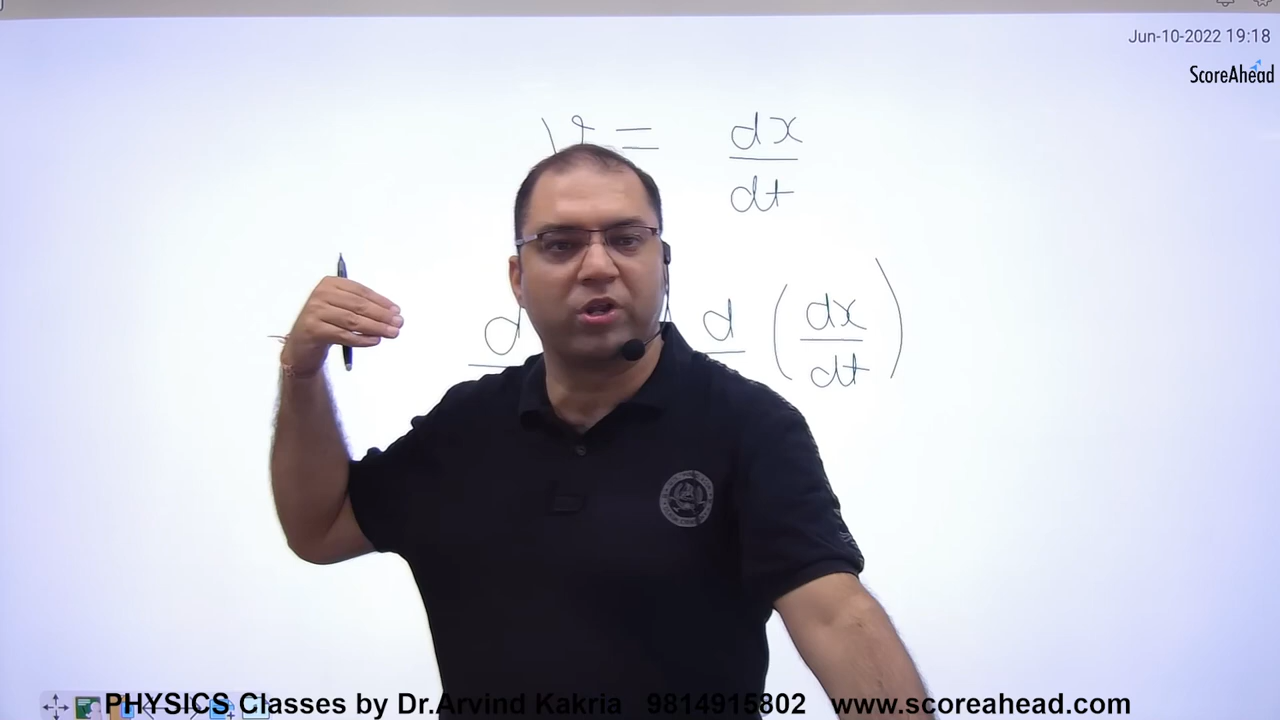 Jun-10-2022 19:18
ScoreAhead
v = dx/dt
d d/ (dx/dt)
PHYSICS Classes by Dr.Arvind Kakria 9814915802 www.scoreahead.com